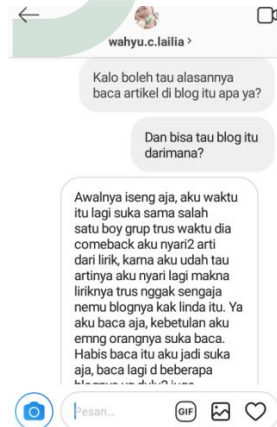 wahyu.c.lailia >
Kalo boleh tau alasannya
baca artikel di blog itu apa ya?
Dan bisa tau blog itu
darimana?
Awalnya iseng aja, aku waktu
itu lagi suka sama salah
satu boy grup trus waktu dia
comeback aku nyari2 arti
dari lirik, karna aku udah tau
artinya aku nyari lagi makna
liriknya trus nggak sengaja
nemu blognya kak linda itu. Ya
aku baca aja, kebetulan aku
emng orangnya suka baca.
Habis baca itu aku jadi suka
aja, baca lagi d beberapa
Pesan...
GIF